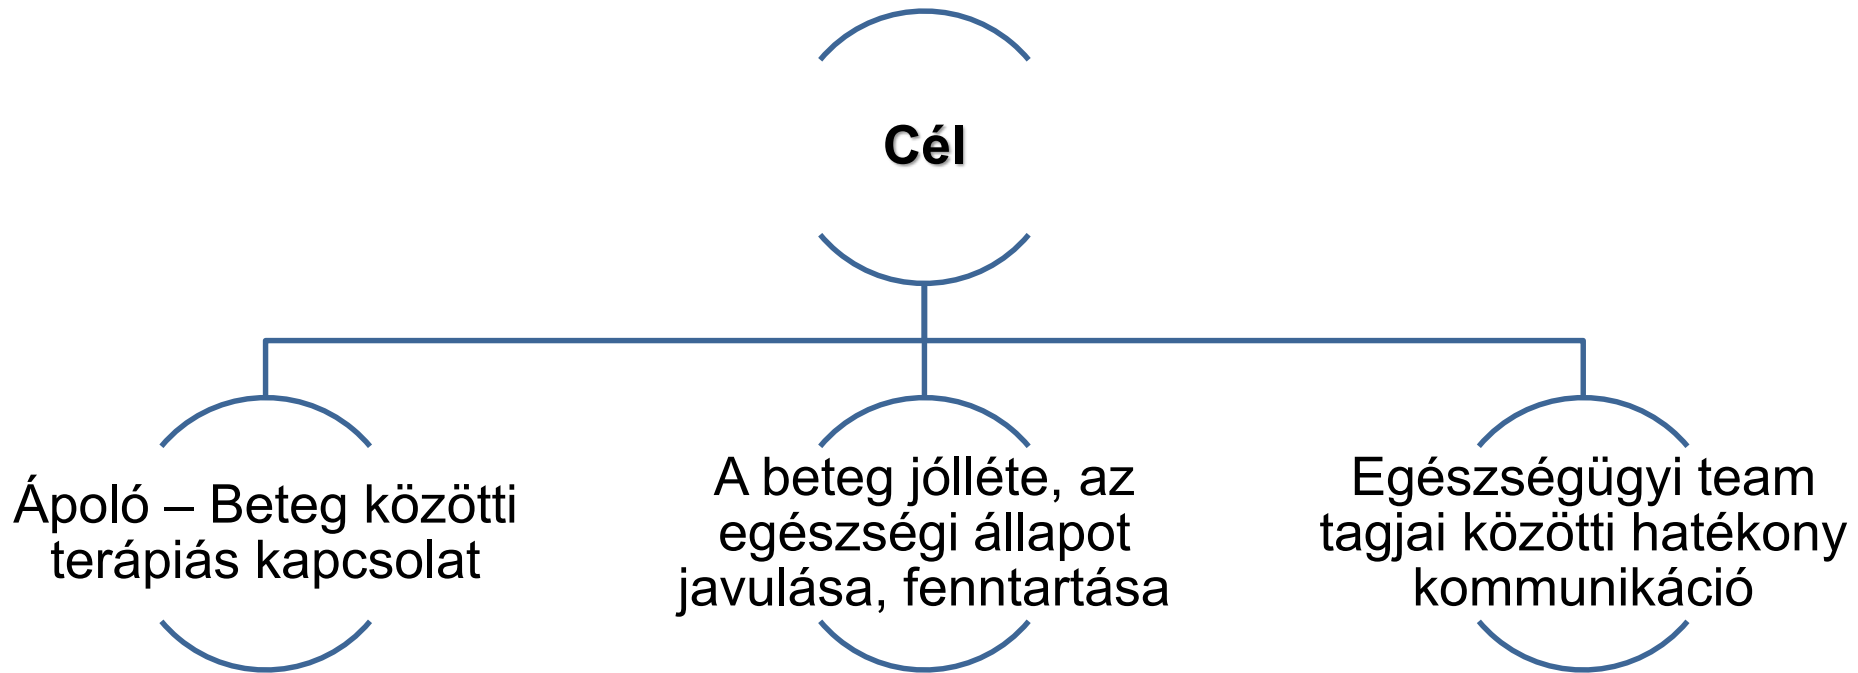 Cél
Ápoló – Beteg közötti
terápiás kapcsolat
A beteg jólléte, az
egészségi állapot
javulása, fenntartása
Egészségügyi team
tagjai közötti hatékony
kommunikáció